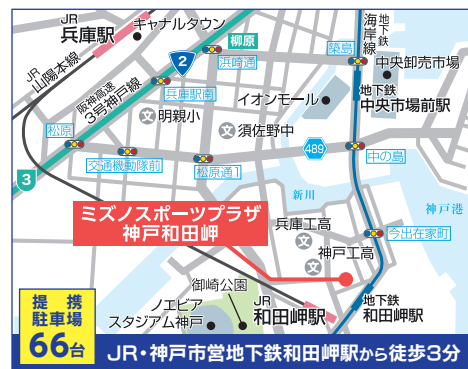 JR
兵庫駅
キャナルタウン
柳原
地下鉄
海岸線
JR
山陽本線
2
浜崎通
築島
中央卸売市場
阪神高速
3号神戸線
兵庫駅南
イオンモール
地下鉄
中央市場前駅
文
明親小
文
須佐野中
松原
交通機動隊前
松原通1
489
中の島
3
新川
神戸港
ミズノスポーツプラザ
神戸和田岬
兵庫工高
文
神戸工高
文
今出在家町
御崎公園
ノエビア
スタジアム神戸
JR
和田岬駅
地下鉄
和田岬駅
提携
駐車場
66台
JR・神戸市営地下鉄和田岬駅から徒歩3分